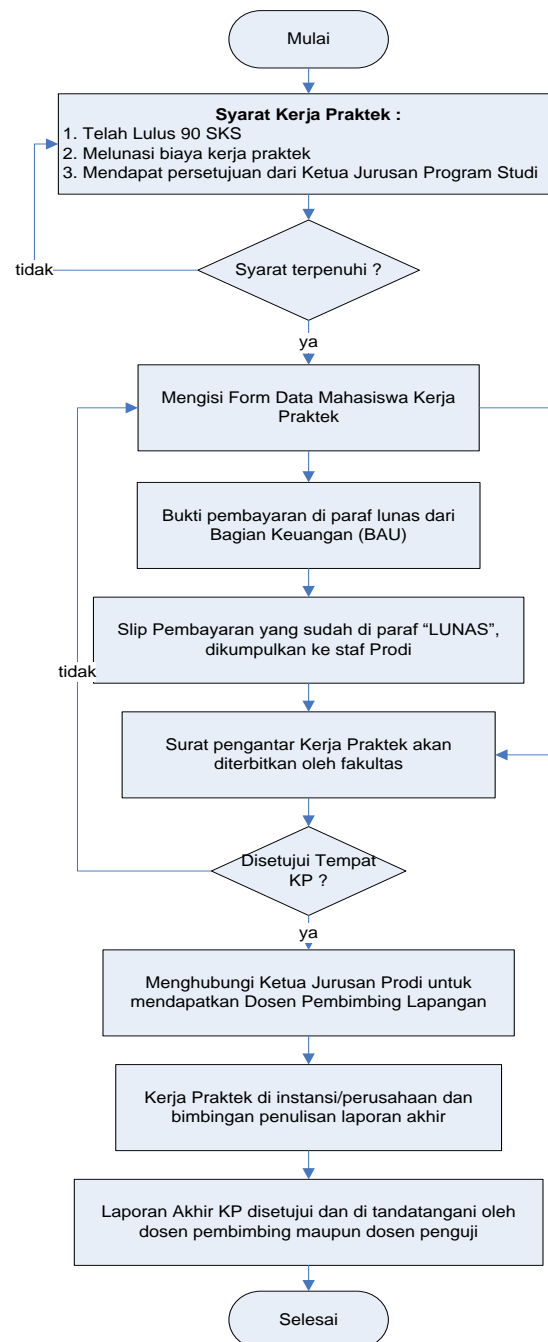 Mulai
Syarat Kerja Praktek :
1. Telah Lulus 90 SKS
2. Melunasi biaya kerja praktek
3. Mendapat persetujuan dari Ketua Jurusan Program Studi
tidak
Syarat terpenuhi ?
ya
Mengisi Form Data Mahasiswa Kerja
Praktek
Bukti pembayaran di paraf lunas dari
Bagian Keuangan (BAU)
Slip Pembayaran yang sudah di paraf “LUNAS”,
dikumpulkan ke staf Prodi
tidak
Surat pengantar Kerja Praktek akan
diterbitkan oleh fakultas
Disetujui Tempat
KP ?
ya
Menghubungi Ketua Jurusan Prodi untuk
mendapatkan Dosen Pembimbing Lapangan
Kerja Praktek di instansi/perusahaan dan
bimbingan penulisan laporan akhir
Laporan Akhir KP disetujui dan di tandatangani oleh
dosen pembimbing maupun dosen penguji
Selesai